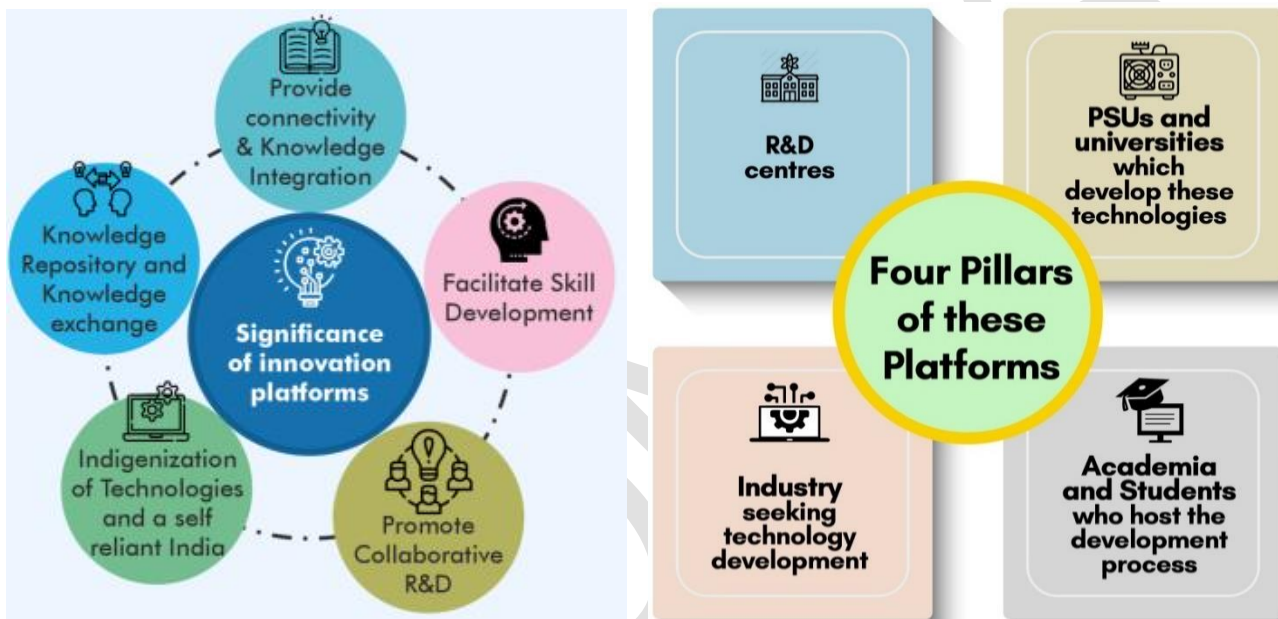 Provide
connectivity
& Knowledge
Integration
Knowledge
Repository and
Knowledge
exchange
Facilitate Skill
Development
Significance
of innovation
platforms
Indigenization
of Technologies
and a self
reliant India
Promote
Collaborative
R&D
R&D
centres
PSUs and
universities
which
develop these
technologies
Four Pillars
of these
Platforms
Industry
seeking
technology
development
Academia
and Students
who host the
development
process